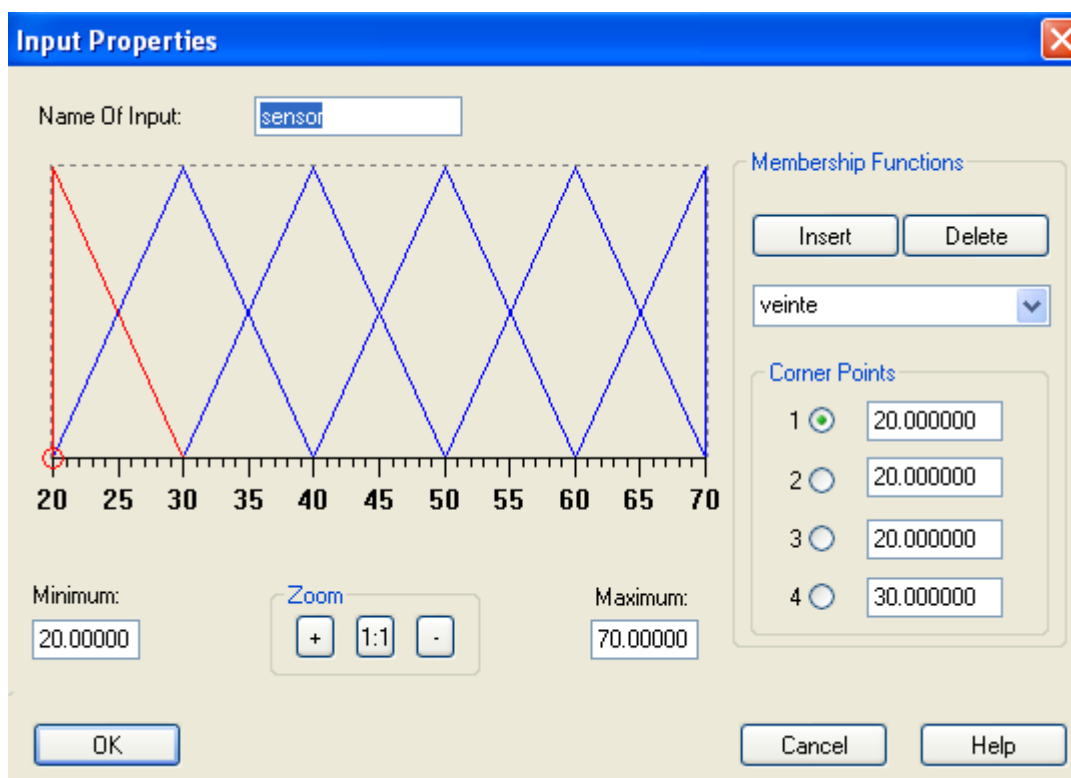 Input Properties
Name Of Input: sensor
Membership Functions
Insert Delete
veinte
Corner Points
1 20.000000
2 20.000000
3 20.000000
4 30.000000
20 25 30 35 40 45 50 55 60 65 70
Minimum: Zoom Maximum:
20.00000 + 1:1 - 70.00000
OK Cancel Help